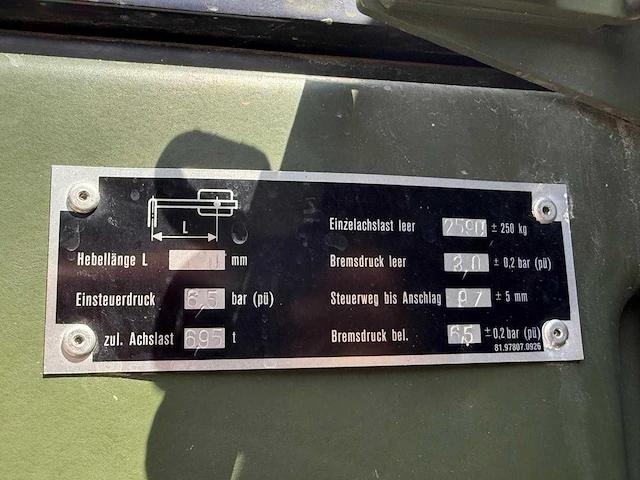 L
Hebellänge L mm
Einsteuerdruck 6,5 bar (pü)
zul. Achslast 6,95 t
Einzelachslast leer 2590 ± 250 kg
Bremsdruck leer 3,0 ± 0,2 bar (pü)
Steuerweg bis Anschlag ± 5 mm
Bremsdruck bel. 6,5 ± 0,2 bar (pü)
81.97807.0926